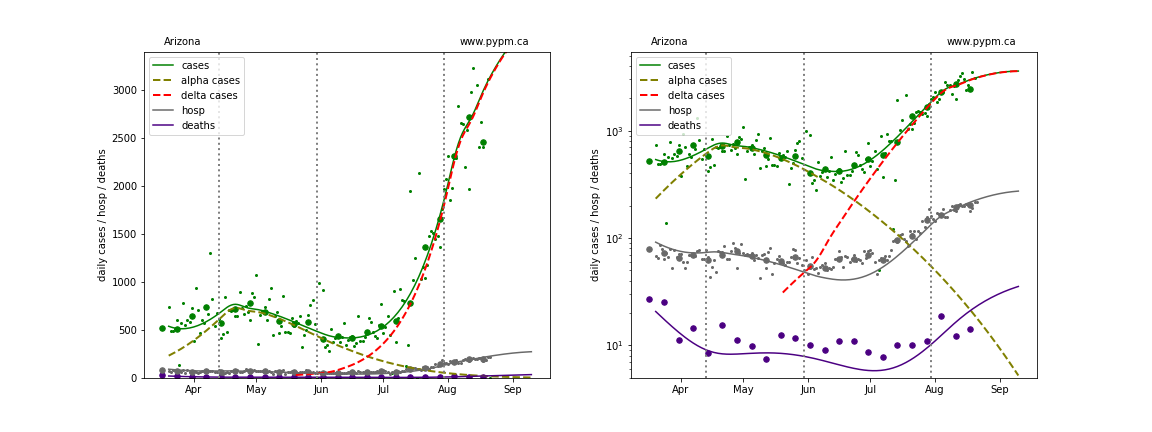 Arizona
www.pypm.ca
cases
alpha cases
delta cases
hosp
deaths
daily cases / hosp / deaths
3000
2500
2000
1500
1000
500
0
Apr
May
Jun
Jul
Aug
Sep
Arizona
www.pypm.ca
cases
alpha cases
delta cases
hosp
deaths
daily cases / hosp / deaths
10³
10²
10¹
Apr
May
Jun
Jul
Aug
Sep